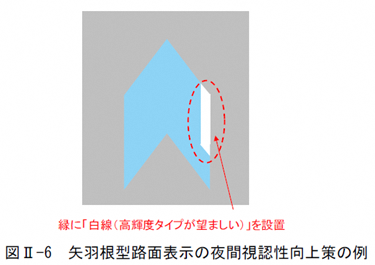 縁に「白線（高輝度タイプが望ましい）」を設置
図Ⅱ-6　矢羽根型路面表示の夜間視認性向上策の例